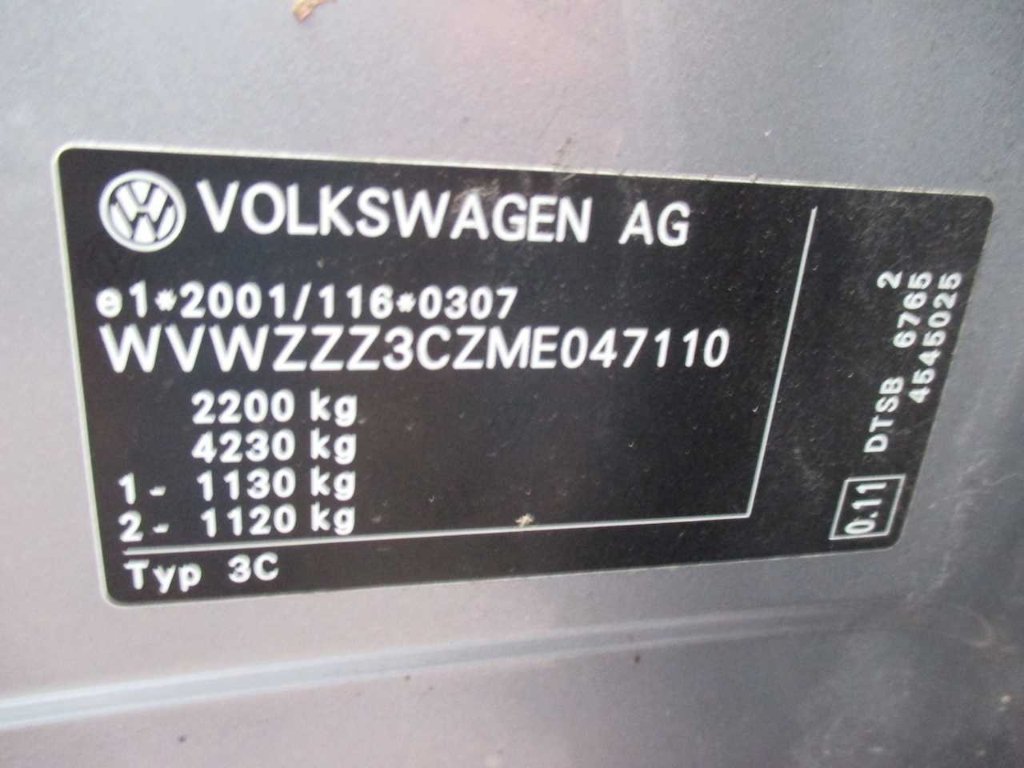 VOLKSWAGEN AG
e1*2001/116*0307
WVWZZZ3CZME047110
2200 kg
4230 kg
1- 1130 kg
2- 1120 kg
Typ 3C
0.11
DTSB 6765 2
4545025